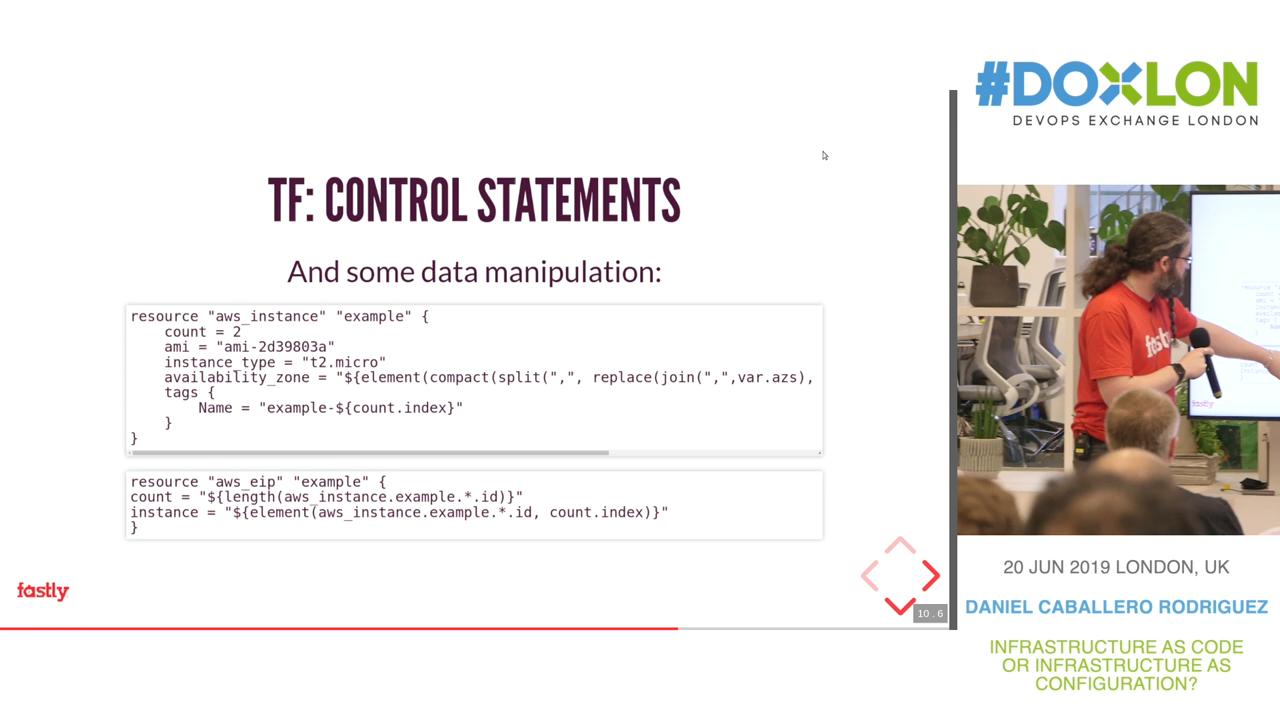 TF: CONTROL STATEMENTS
And some data manipulation:
resource "aws_instance" "example" {
    count = 2
    ami = "ami-2d39803a"
    instance_type = "t2.micro"
    availability_zone = "${element(compact(split(",", replace(join(",",var.azs),
    tags {
        Name = "example-${count.index}"
    }
}
resource "aws_eip" "example" {
count = "${length(aws_instance.example.*.id)}"
instance = "${element(aws_instance.example.*.id, count.index)}"
}
fastly
10.6
#DOXLON
DEVOPS EXCHANGE LONDON
fastly
fastly
20 JUN 2019 LONDON, UK
DANIEL CABALLERO RODRIGUEZ
INFRASTRUCTURE AS CODE
OR INFRASTRUCTURE AS
CONFIGURATION?